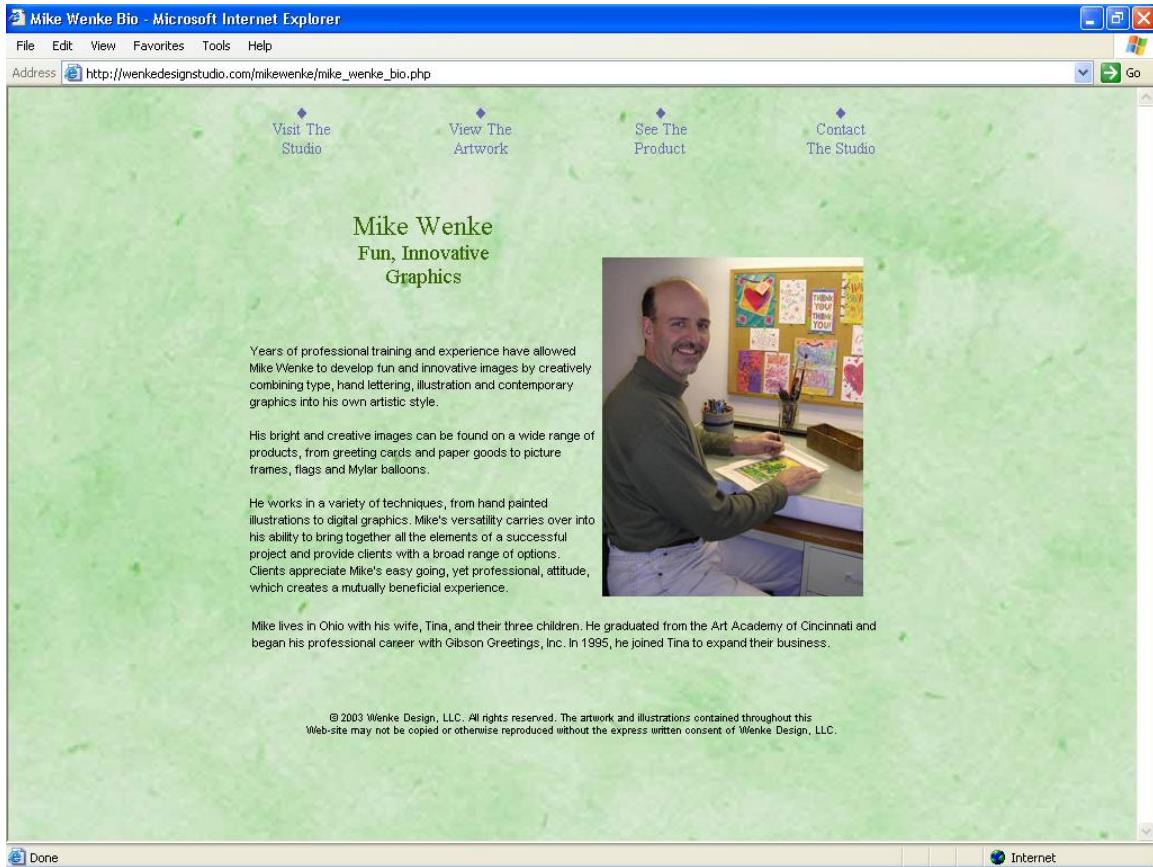 Mike Wenke Bio - Microsoft Internet Explorer
File Edit View Favorites Tools Help
Address http://wenkedesignstudio.com/mikewenke/mike_wenke_bio.php Go
Visit The View The See The Contact
Studio Artwork Product The Studio
Mike Wenke
Fun, Innovative
Graphics
THANK
YOU!
THANK
YOU!
Years of professional training and experience have allowed
Mike Wenke to develop fun and innovative images by creatively
combining type, hand lettering, illustration and contemporary
graphics into his own artistic style.
His bright and creative images can be found on a wide range of
products, from greeting cards and paper goods to picture
frames, flags and Mylar balloons.
He works in a variety of techniques, from hand painted
illustrations to digital graphics. Mike's versatility carries over into
his ability to bring together all the elements of a successful
project and provide clients with a broad range of options.
Clients appreciate Mike's easy going, yet professional, attitude,
which creates a mutually beneficial experience.
Mike lives in Ohio with his wife, Tina, and their three children. He graduated from the Art Academy of Cincinnati and
began his professional career with Gibson Greetings, Inc. In 1995, he joined Tina to expand their business.
© 2003 Wenke Design, LLC. All rights reserved. The artwork and illustrations contained throughout this
Web-site may not be copied or otherwise reproduced without the express written consent of Wenke Design, LLC.
Done Internet